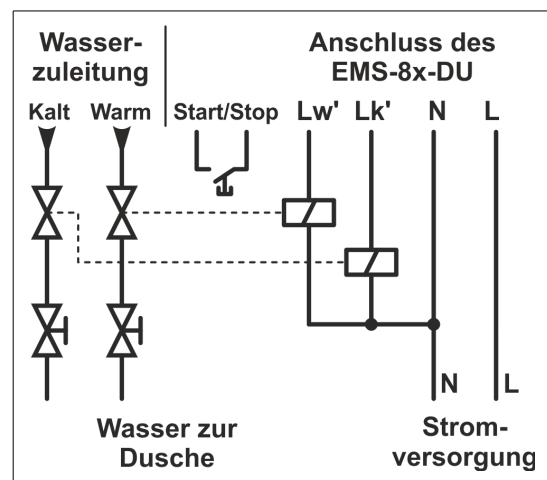 Wasser-
zuleitung
Anschluss des
EMS-8x-DU
Kalt Warm Start/Stop Lw' Lk' N L
N L
Wasser zur
Dusche
Strom-
versorgung